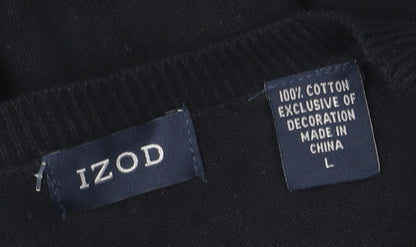 IZOD
100% COTTON
EXCLUSIVE OF
DECORATION
MADE IN
CHINA
L